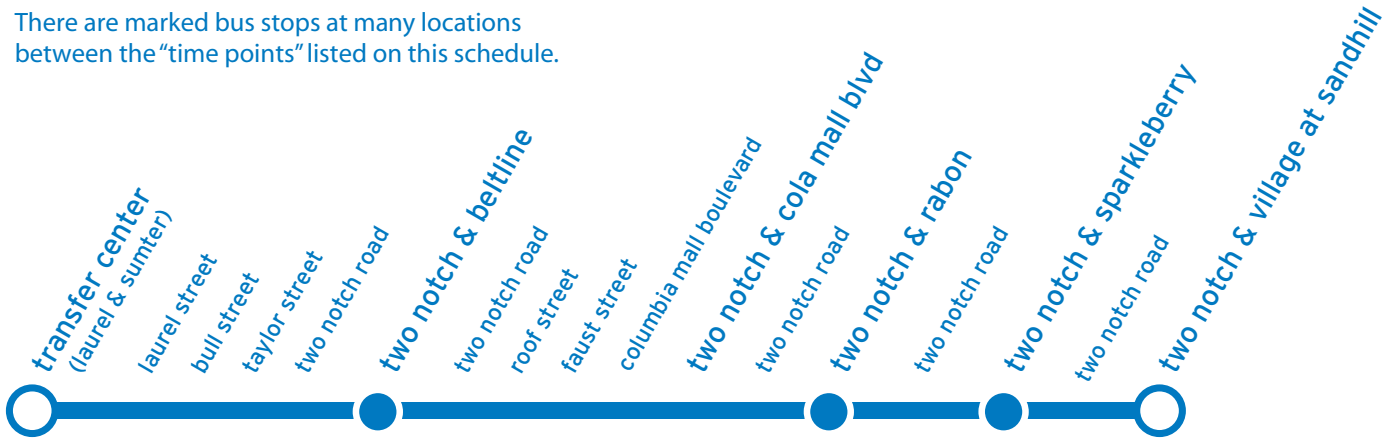 There are marked bus stops at many locations
between the “time points” listed on this schedule.
transfer center
(laurel & sumter)
laurel street
bull street
taylor street
two notch road
two notch & beltline
two notch road
roof street
faust street
columbia mall boulevard
two notch & cola mall blvd
two notch road
two notch & rabon
two notch road
two notch & sparkleberry
two notch road
two notch & village at sandhill